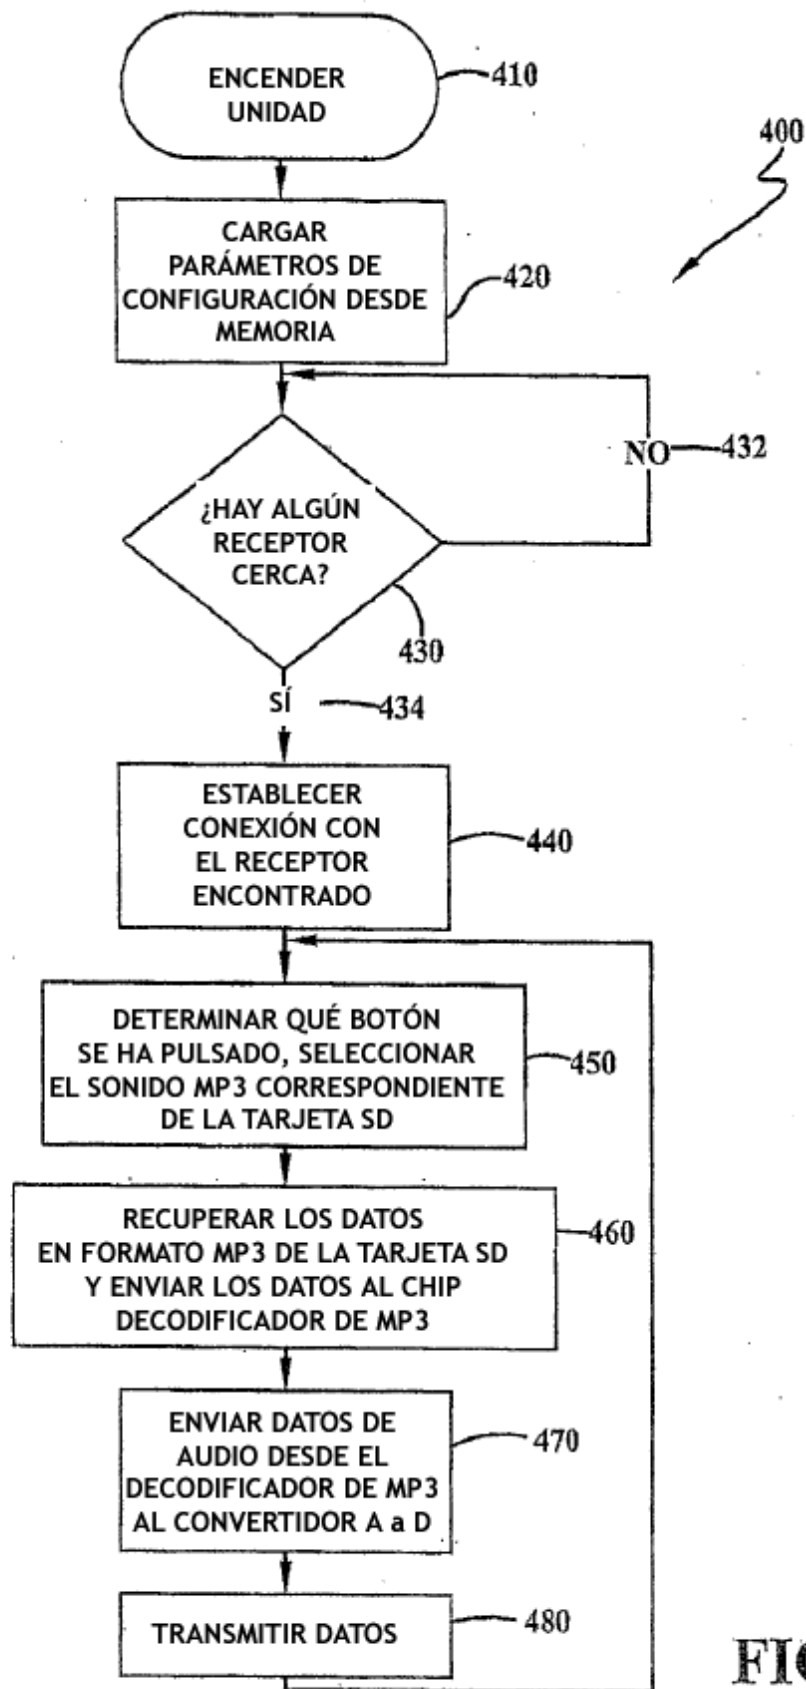 ENCENDER
UNIDAD
410
400
CARGAR
PARÁMETROS DE
CONFIGURACIÓN DESDE
MEMORIA
420
NO
432
¿HAY ALGÚN
RECEPTOR
CERCA?
430
SÍ
434
ESTABLECER
CONEXIÓN CON
EL RECEPTOR
ENCONTRADO
440
DETERMINAR QUÉ BOTÓN
SE HA PULSADO, SELECCIONAR
EL SONIDO MP3 CORRESPONDIENTE
DE LA TARJETA SD
450
RECUPERAR LOS DATOS
EN FORMATO MP3 DE LA TARJETA SD
Y ENVIAR LOS DATOS AL CHIP
DECODIFICADOR DE MP3
460
ENVIAR DATOS DE
AUDIO DESDE EL
DECODIFICADOR DE MP3
AL CONVERTIDOR A a D
470
TRANSMITIR DATOS
480